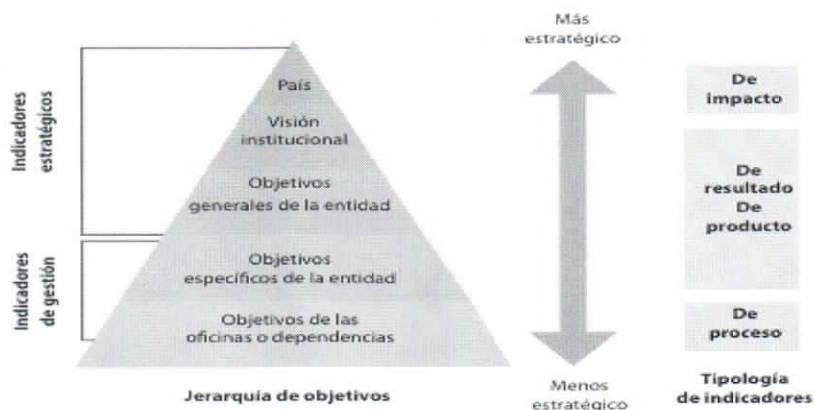 Más
estratégico
Indicadores
estratégicos
País
Visión
institucional
Objetivos
generales de la entidad
Indicadores
de gestión
Objetivos
específicos de la entidad
Objetivos de las
oficinas o dependencias
Jerarquía de objetivos
Menos
estratégico
De
impacto
De
resultado
De
producto
De
proceso
Tipología
de indicadores